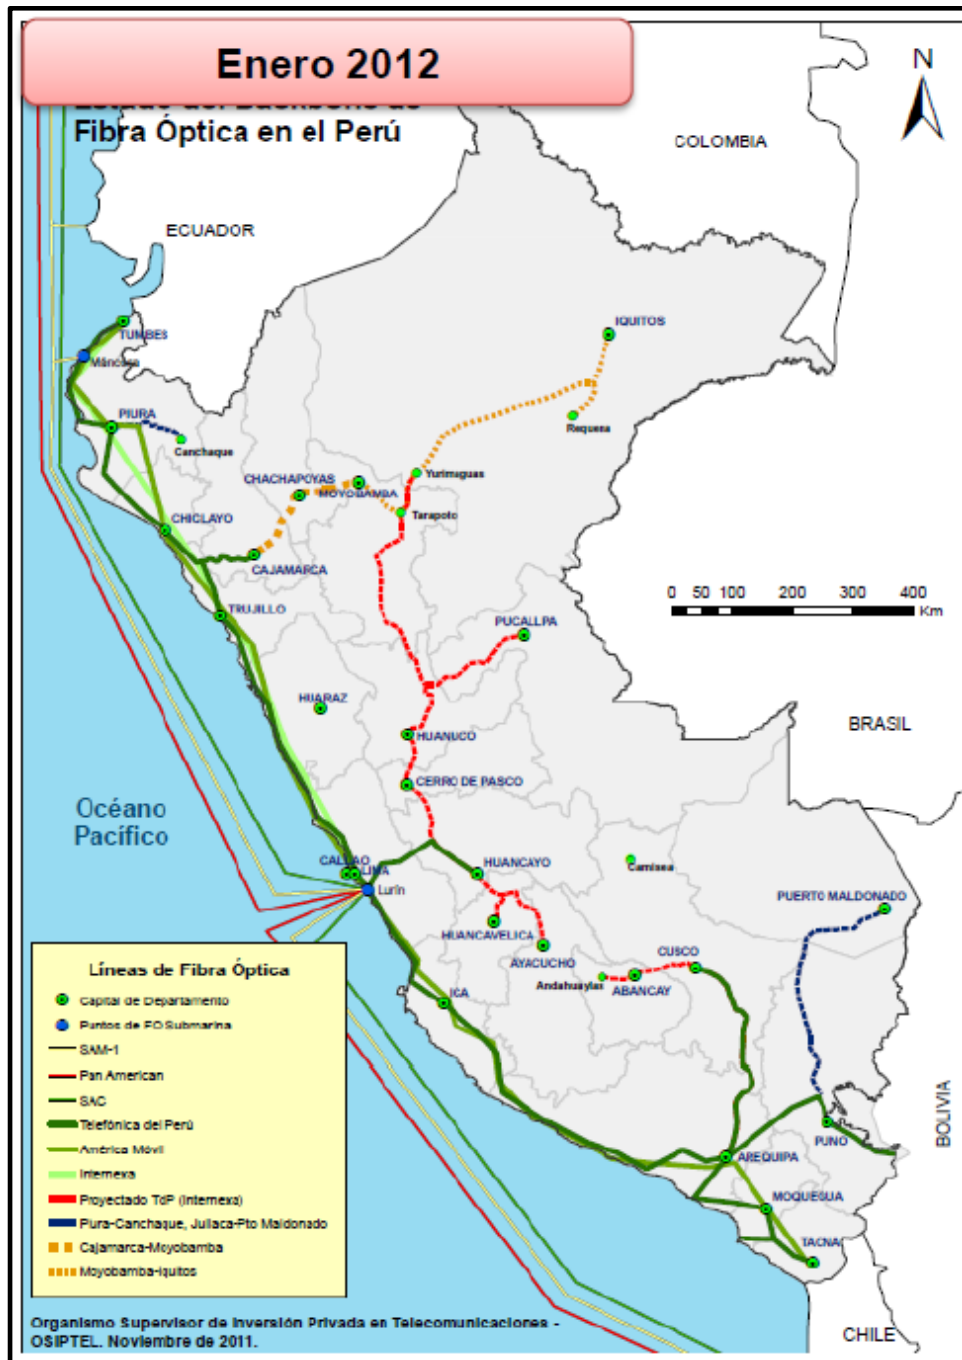 Enero 2012
Estado del Backbone de
Fibra Óptica en el Perú
N
COLOMBIA
ECUADOR
TUMBES
Máncora
IQUITOS
PIURA
Canchaque
Requena
CHACHAPOYAS
MOYOBAMBA
Yurimaguas
Tarapoto
CHICLAYO
CAJAMARCA
TRUJILLO
0 50 100 200 300 400
Km
PUCALLPA
HUARAZ
HUANUCO
BRASIL
CERRO DE PASCO
Océano
Pacífico
CALLAO
LIMA
Lurín
HUANCAYO
Camisea
PUERTO MALDONADO
HUANCAVELICA
AYACUCHO
CUSCO
Andahuaylas
ABANCAY
ICA
BOLIVIA
PUNO
AREQUIPA
MOQUEGUA
TACNA
CHILE
Líneas de Fibra Óptica
Capital de Departamento
Puntos de FO Submarina
SAM-1
Pan American
SAC
Telefónica del Perú
América Móvil
Internexa
Proyectado TdP (Internexa)
Piura-Canchaque, Juliaca-Pto Maldonado
Cajamarca-Moyobamba
Moyobamba-Iquitos
Organismo Supervisor de Inversión Privada en Telecomunicaciones -
OSIPTEL. Noviembre de 2011.